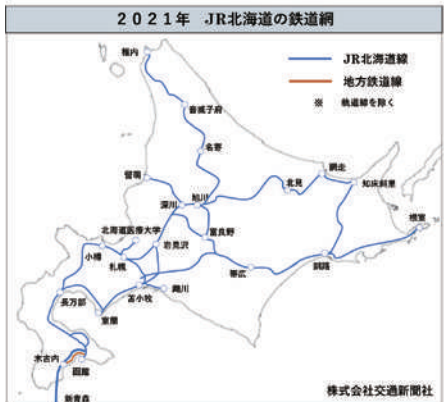 2021年 JR北海道の鉄道網
稚内
JR北海道線
地方鉄道線
※ 軌道線を除く
音威子府
名寄
網走
留萌
北見
知床斜里
深川
旭川
根室
北海道医療大学
富良野
小樽
岩見沢
札幌
帯広
釧路
苫小牧
鵡川
長万部
室蘭
木古内
函館
新青森
株式会社交通新聞社